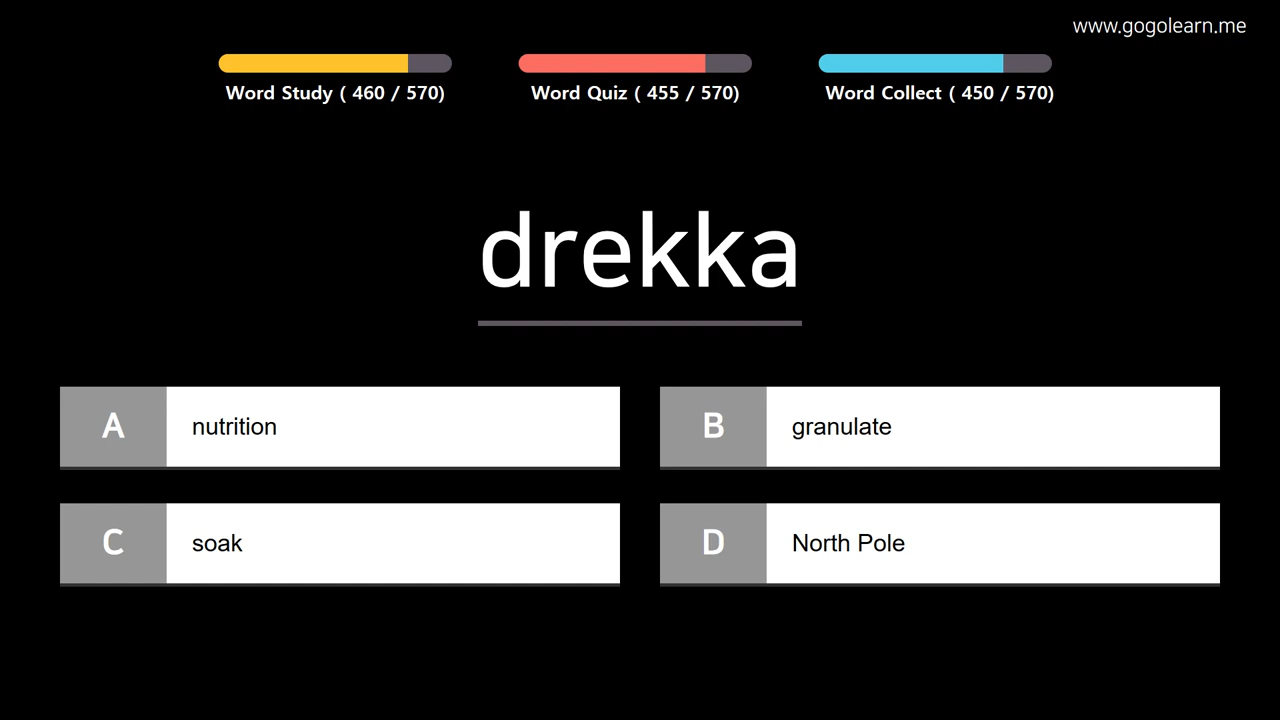 www.gogolearn.me
Word Study ( 460 / 570)
Word Quiz ( 455 / 570)
Word Collect ( 450 / 570)
drekka
A nutrition
B granulate
C soak
D North Pole